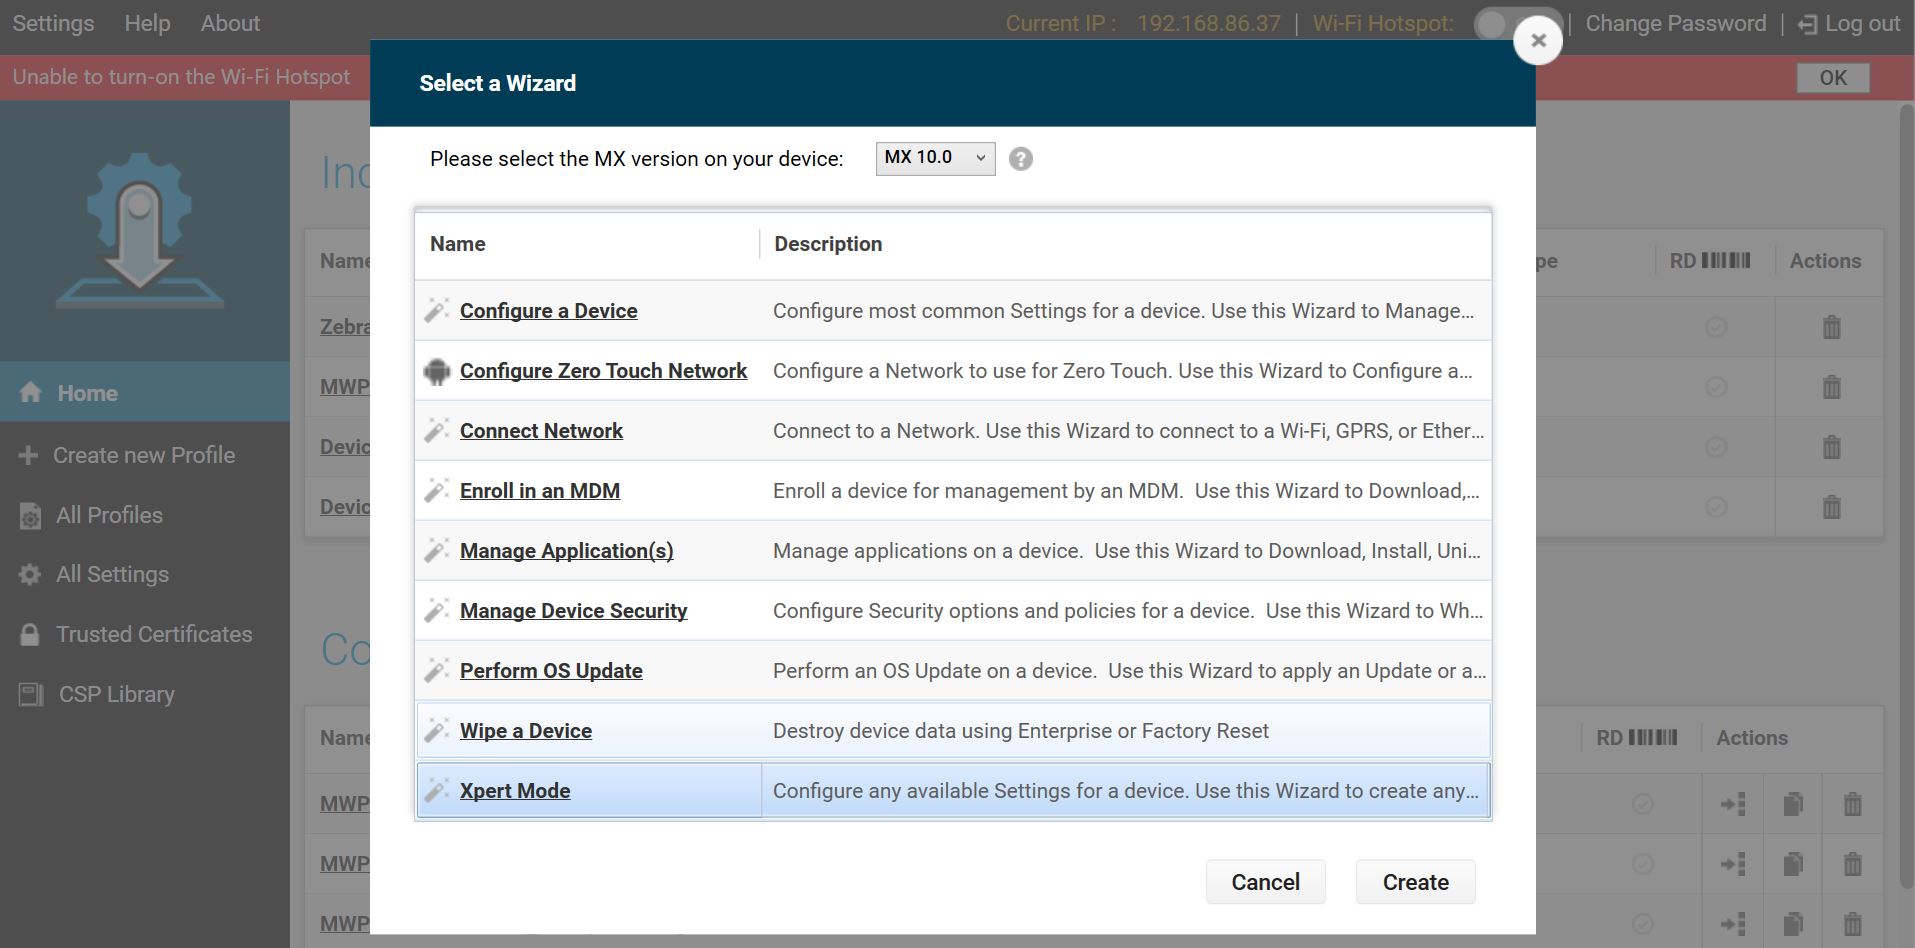 Settings Help About Current IP : 192.168.86.37 | Wi-Fi Hotspot: | Change Password | Log out
Unable to turn-on the Wi-Fi Hotspot OK
Select a Wizard
Please select the MX version on your device: MX 10.0 ?
Name Description
Configure a Device Configure most common Settings for a device. Use this Wizard to Manage...
Configure Zero Touch Network Configure a Network to use for Zero Touch. Use this Wizard to Configure a...
Connect Network Connect to a Network. Use this Wizard to connect to a Wi-Fi, GPRS, or Ether...
Enroll in an MDM Enroll a device for management by an MDM. Use this Wizard to Download,...
Manage Application(s) Manage applications on a device. Use this Wizard to Download, Install, Uni...
Manage Device Security Configure Security options and policies for a device. Use this Wizard to Wh...
Perform OS Update Perform an OS Update on a device. Use this Wizard to apply an Update or a...
Wipe a Device Destroy device data using Enterprise or Factory Reset
Xpert Mode Configure any available Settings for a device. Use this Wizard to create any...
Cancel Create
Home
Create new Profile
All Profiles
All Settings
Trusted Certificates
CSP Library
Inc
Name pe RD Actions
Zebra
MWP
Devic
Devic
Co
Name RD Actions
MWP
MWP
MWP